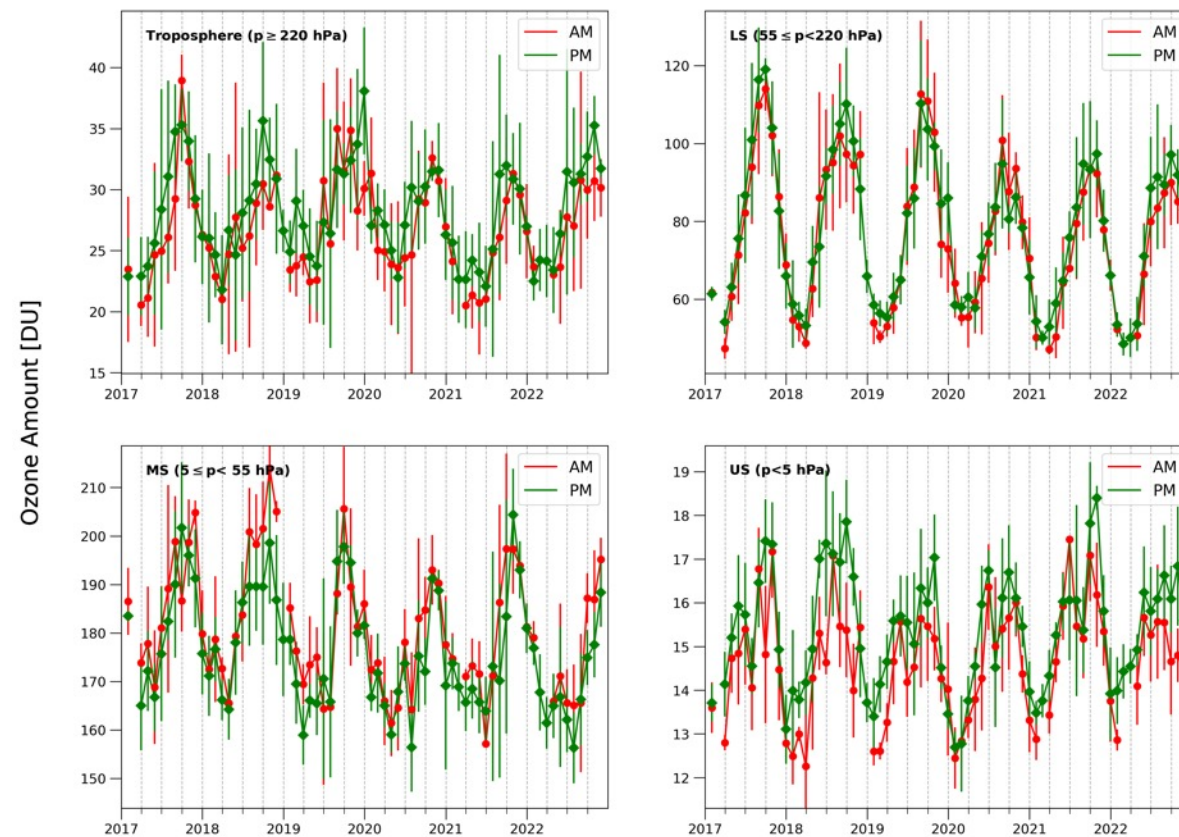 Troposphere (p≥220 hPa)
AM
PM
40
35
30
25
20
15
2017 2018 2019 2020 2021 2022
LS (55≤p<220 hPa)
AM
PM
120
100
80
60
2017 2018 2019 2020 2021 2022
Ozone Amount [DU]
MS (5≤p< 55 hPa)
AM
PM
210
200
190
180
170
160
150
2017 2018 2019 2020 2021 2022
US (p<5 hPa)
AM
PM
19
18
17
16
15
14
13
12
2017 2018 2019 2020 2021 2022